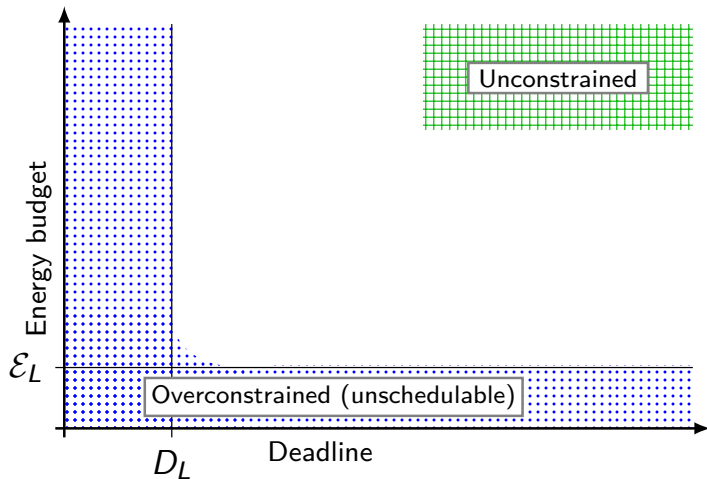 Unconstrained
Energy budget
ℰ_L
Overconstrained (unschedulable)
D_L
Deadline